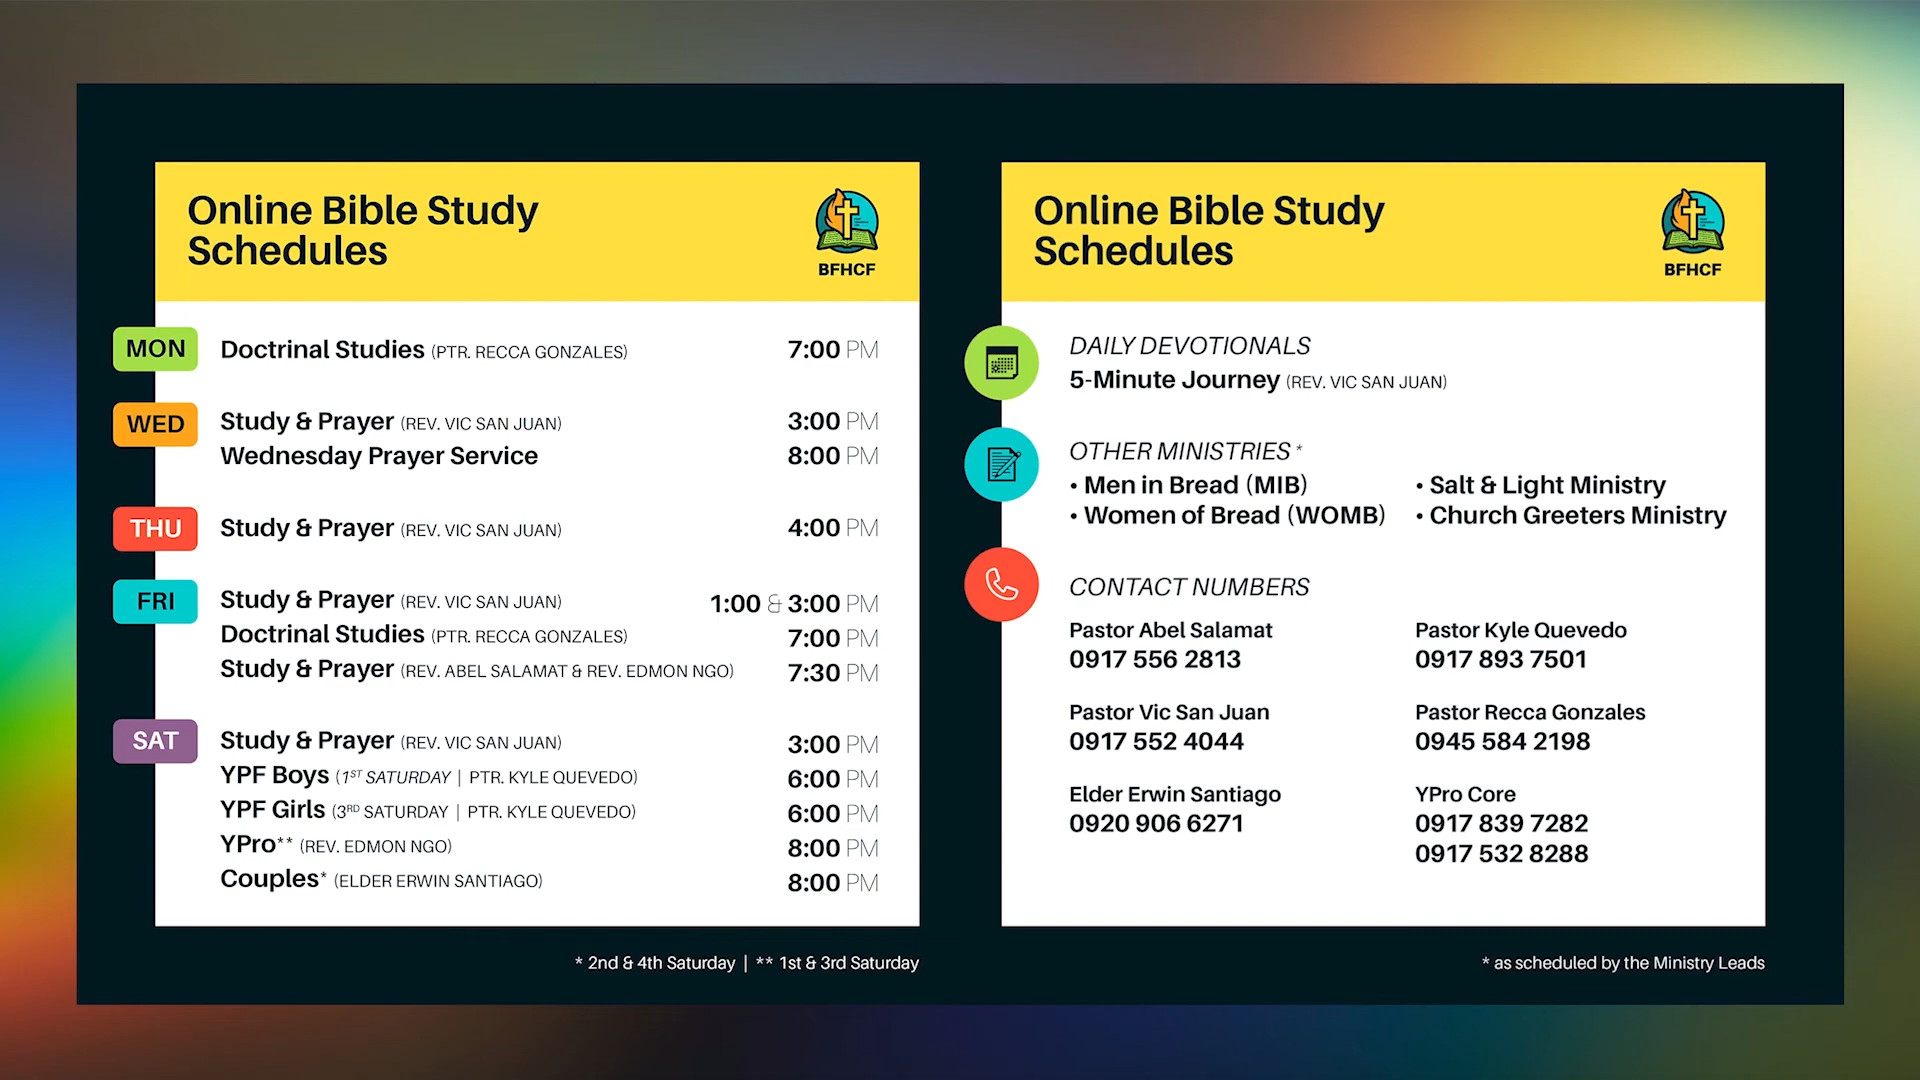 Online Bible Study
Schedules
BFHCF
MON
Doctrinal Studies (PTR. RECCA GONZALES) 7:00 PM
WED
Study & Prayer (REV. VIC SAN JUAN) 3:00 PM
Wednesday Prayer Service 8:00 PM
THU
Study & Prayer (REV. VIC SAN JUAN) 4:00 PM
FRI
Study & Prayer (REV. VIC SAN JUAN) 1:00 & 3:00 PM
Doctrinal Studies (PTR. RECCA GONZALES) 7:00 PM
Study & Prayer (REV. ABEL SALAMAT & REV. EDMON NGO) 7:30 PM
SAT
Study & Prayer (REV. VIC SAN JUAN) 3:00 PM
YPF Boys (1ST SATURDAY | PTR. KYLE QUEVEDO) 6:00 PM
YPF Girls (3RD SATURDAY | PTR. KYLE QUEVEDO) 6:00 PM
YPro** (REV. EDMON NGO) 8:00 PM
Couples* (ELDER ERWIN SANTIAGO) 8:00 PM
* 2nd & 4th Saturday | ** 1st & 3rd Saturday
Online Bible Study
Schedules
BFHCF
DAILY DEVOTIONALS
5-Minute Journey (REV. VIC SAN JUAN)
OTHER MINISTRIES *
• Men in Bread (MIB)
• Women of Bread (WOMB)
• Salt & Light Ministry
• Church Greeters Ministry
CONTACT NUMBERS
Pastor Abel Salamat
0917 556 2813
Pastor Kyle Quevedo
0917 893 7501
Pastor Vic San Juan
0917 552 4044
Pastor Recca Gonzales
0945 584 2198
Elder Erwin Santiago
0920 906 6271
YPro Core
0917 839 7282
0917 532 8288
* as scheduled by the Ministry Leads